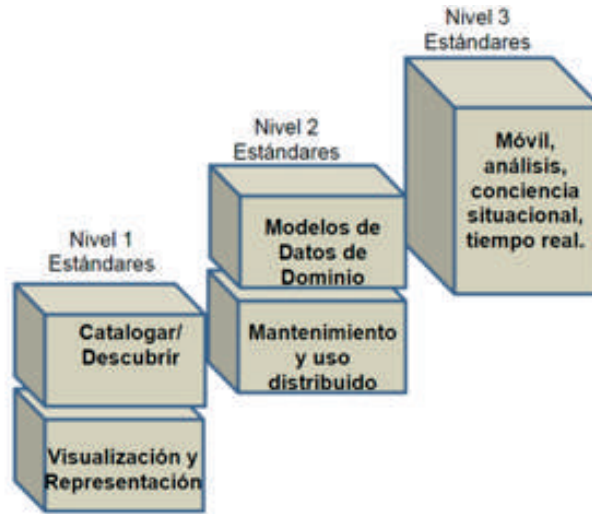 Nivel 3
Estándares
Móvil,
análisis,
conciencia
situacional,
tiempo real.
Nivel 2
Estándares
Modelos de
Datos de
Dominio
Mantenimiento
y uso
distribuido
Nivel 1
Estándares
Catalogar/
Descubrir
Visualización y
Representación